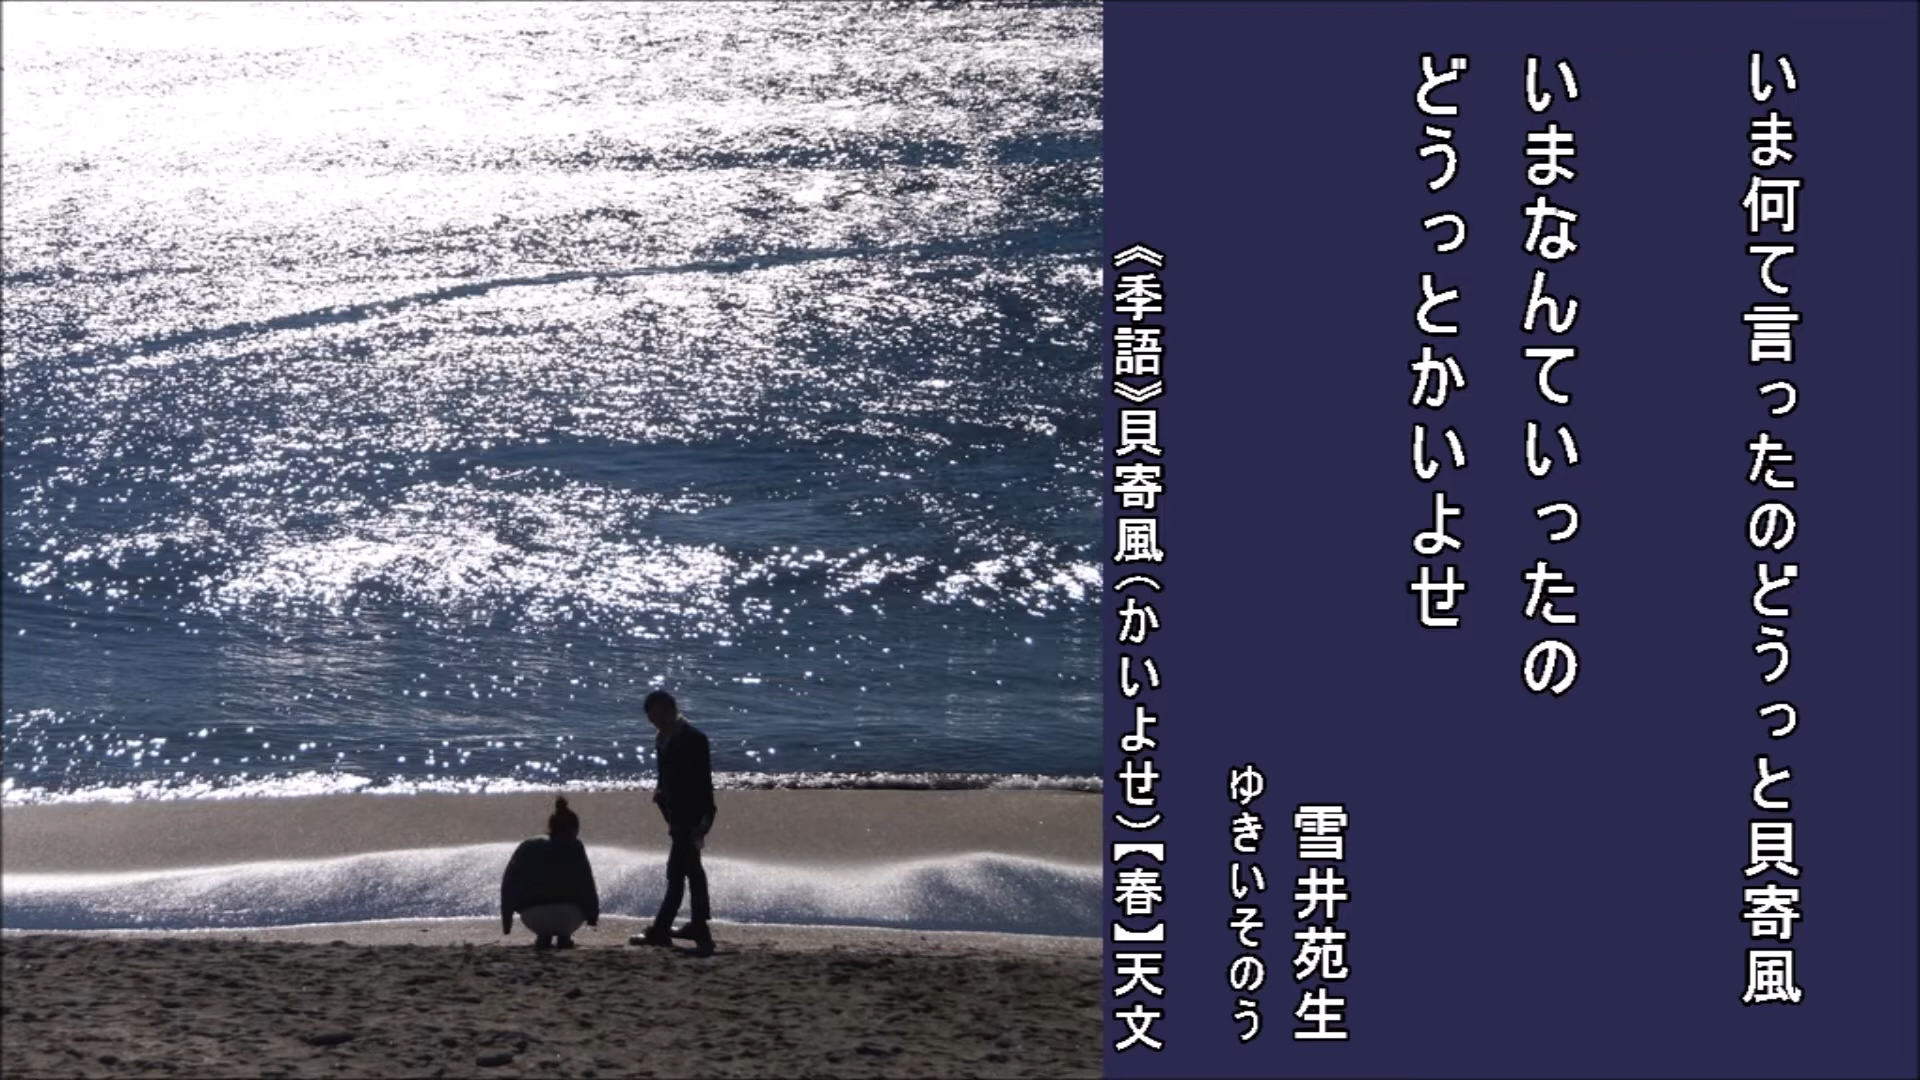 いま何て言ったのどうっと貝寄風
いまなんていったの
どうっとかいよせ
雪井苑生
ゆきいそのう
《季語》貝寄風(かいよせ)【春】天文